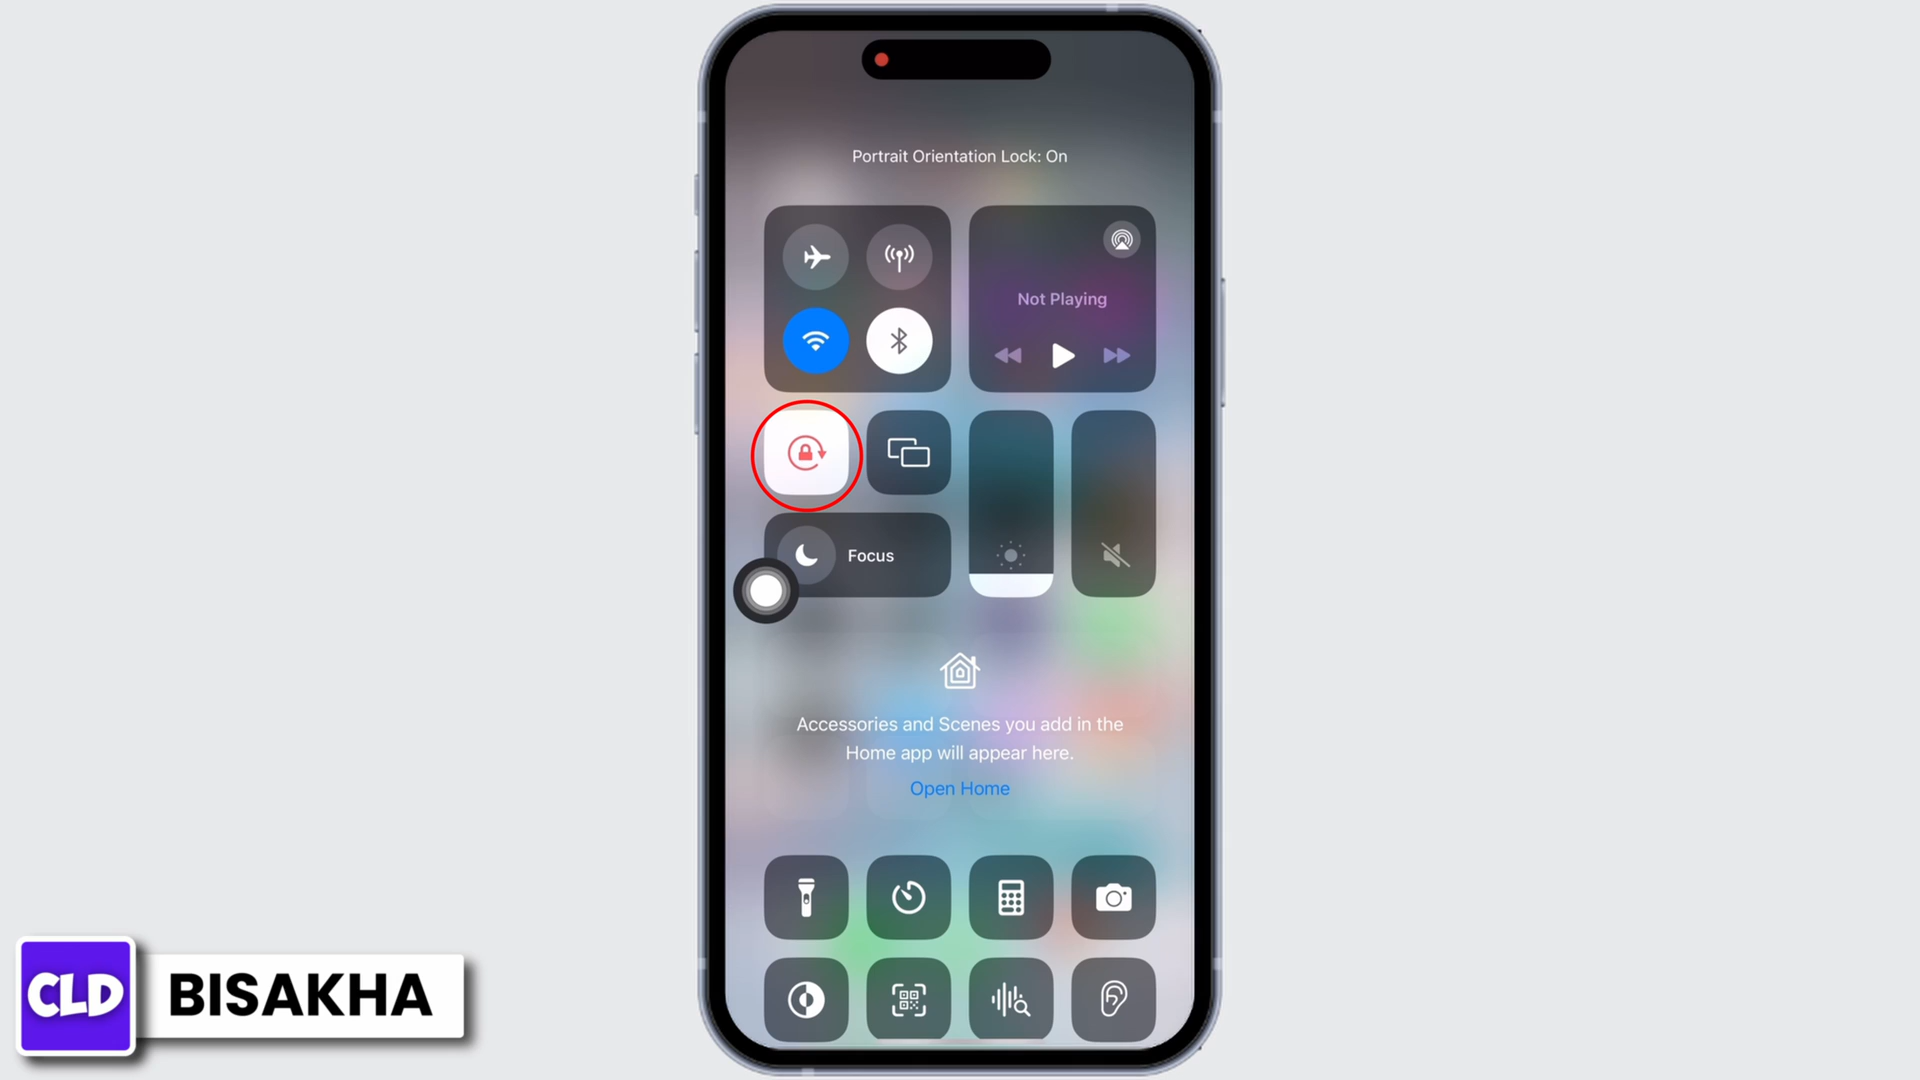 Portrait Orientation Lock: On
Not Playing
Focus
Accessories and Scenes you add in the
Home app will appear here.
Open Home
CLD
BISAKHA